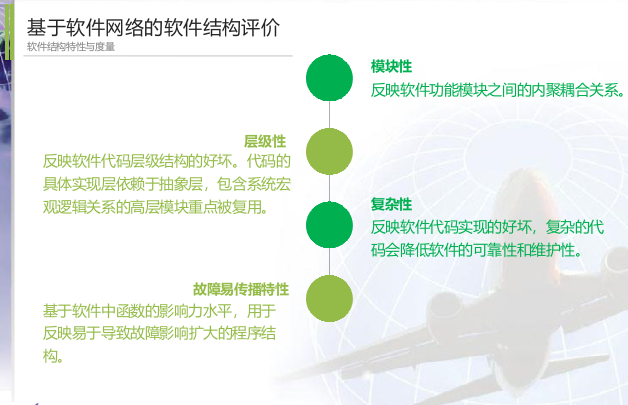 基于软件网络的软件结构评价
软件结构特性与度量
模块性
反映软件功能模块之间的内聚耦合关系。
层级性
反映软件代码层级结构的好坏。代码的
具体实现层依赖于抽象层，包含系统宏
观逻辑关系的高层模块重点被复用。
复杂性
反映软件代码实现的好坏，复杂的代
码会降低软件的可靠性和维护性。
故障易传播特性
基于软件中函数的影响力水平，用于
反映易于导致故障影响扩大的程序结
构。